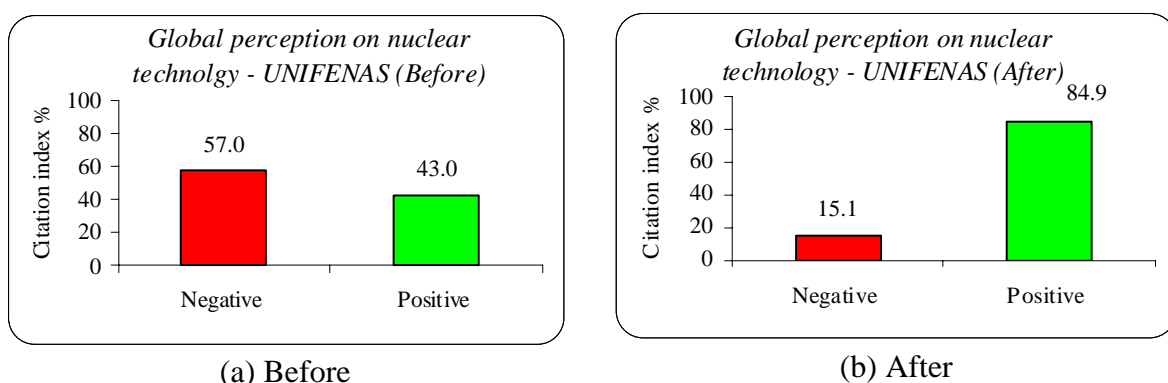 Global perception on nuclear
technolgy - UNIFENAS (Before)
Citation index %
100
80
60
40
20
0
57.0
43.0
Negative
Positive
(a) Before
Global perception on nuclear
technology - UNIFENAS (After)
Citation index %
100
80
60
40
20
0
15.1
84.9
Negative
Positive
(b) After